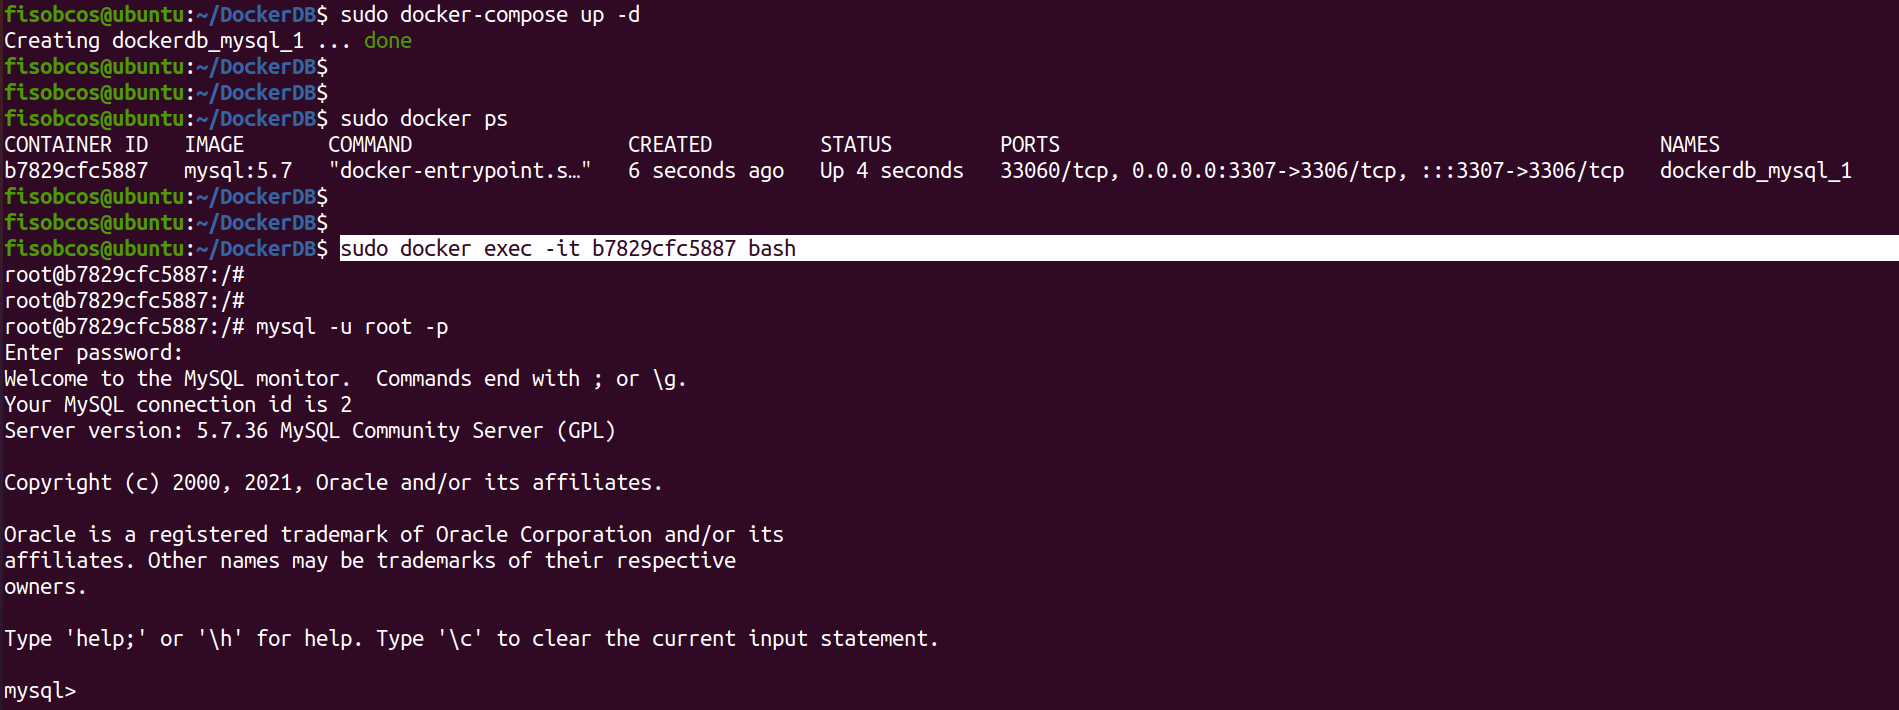 fisobcos@ubuntu:~/DockerDB$ sudo docker-compose up -d
Creating dockerdb_mysql_1 ... done
fisobcos@ubuntu:~/DockerDB$
fisobcos@ubuntu:~/DockerDB$
fisobcos@ubuntu:~/DockerDB$ sudo docker ps
CONTAINER ID   IMAGE       COMMAND                  CREATED         STATUS         PORTS                                                  NAMES
b7829cfc5887   mysql:5.7   "docker-entrypoint.s…"   6 seconds ago   Up 4 seconds   33060/tcp, 0.0.0.0:3307->3306/tcp, :::3307->3306/tcp   dockerdb_mysql_1
fisobcos@ubuntu:~/DockerDB$
fisobcos@ubuntu:~/DockerDB$
fisobcos@ubuntu:~/DockerDB$ sudo docker exec -it b7829cfc5887 bash
root@b7829cfc5887:/#
root@b7829cfc5887:/#
root@b7829cfc5887:/# mysql -u root -p
Enter password:
Welcome to the MySQL monitor.  Commands end with ; or \g.
Your MySQL connection id is 2
Server version: 5.7.36 MySQL Community Server (GPL)
Copyright (c) 2000, 2021, Oracle and/or its affiliates.
Oracle is a registered trademark of Oracle Corporation and/or its
affiliates. Other names may be trademarks of their respective
owners.
Type 'help;' or '\h' for help. Type '\c' to clear the current input statement.
mysql>